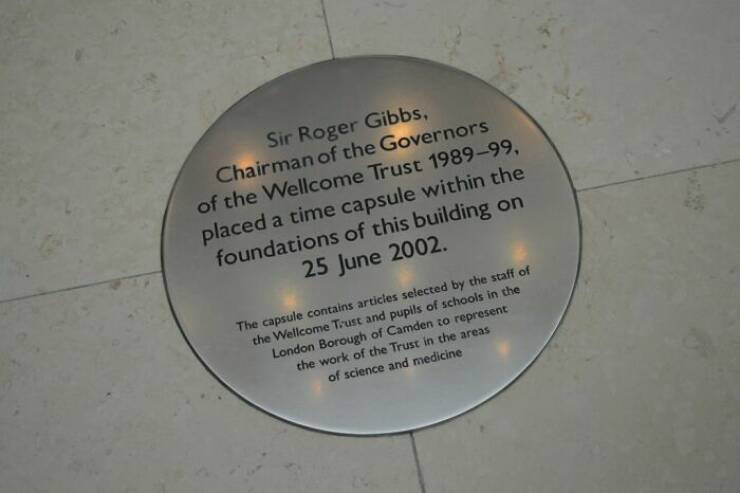 Sir Roger Gibbs,
Chairman of the Governors
of the Wellcome Trust 1989–99,
placed a time capsule within the
foundations of this building on
25 June 2002.
The capsule contains articles selected by the staff of
the Wellcome Trust and pupils of schools in the
London Borough of Camden to represent
the work of the Trust in the areas
of science and medicine